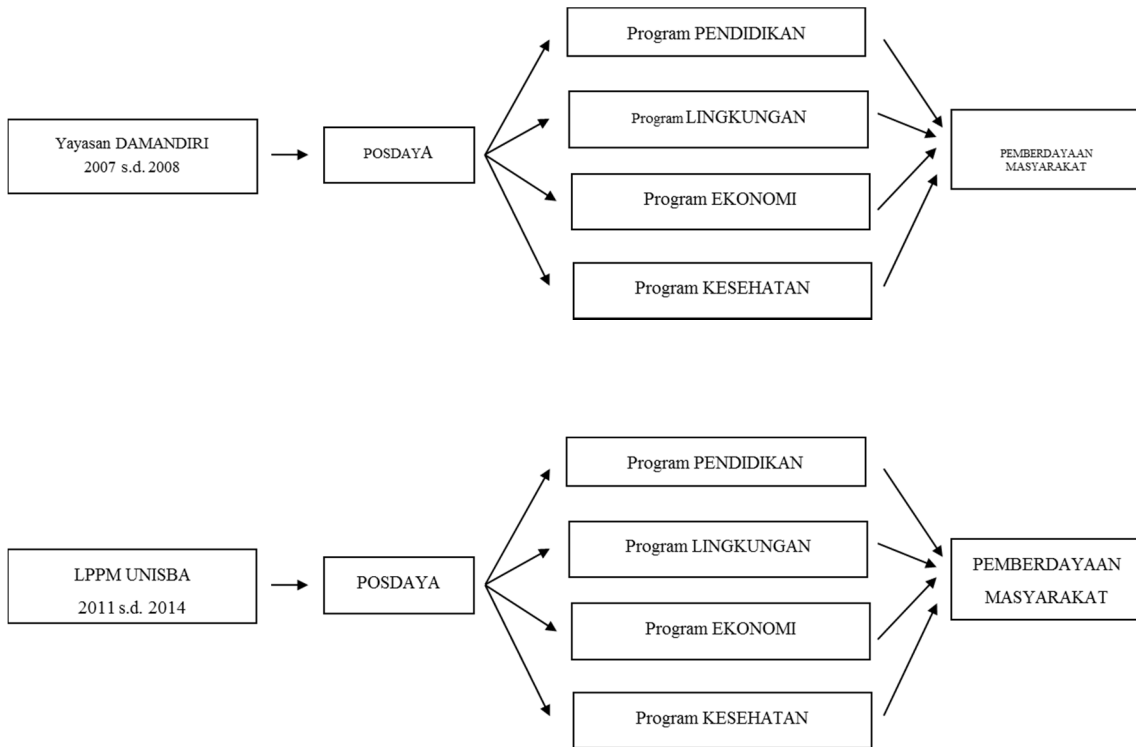 Yayasan DAMANDIRI
2007 s.d. 2008
POSDAYA
Program PENDIDIKAN
Program LINGKUNGAN
Program EKONOMI
Program KESEHATAN
PEMBERDAYAAN
MASYARAKAT
LPPM UNISBA
2011 s.d. 2014
POSDAYA
Program PENDIDIKAN
Program LINGKUNGAN
Program EKONOMI
Program KESEHATAN
PEMBERDAYAAN
MASYARAKAT